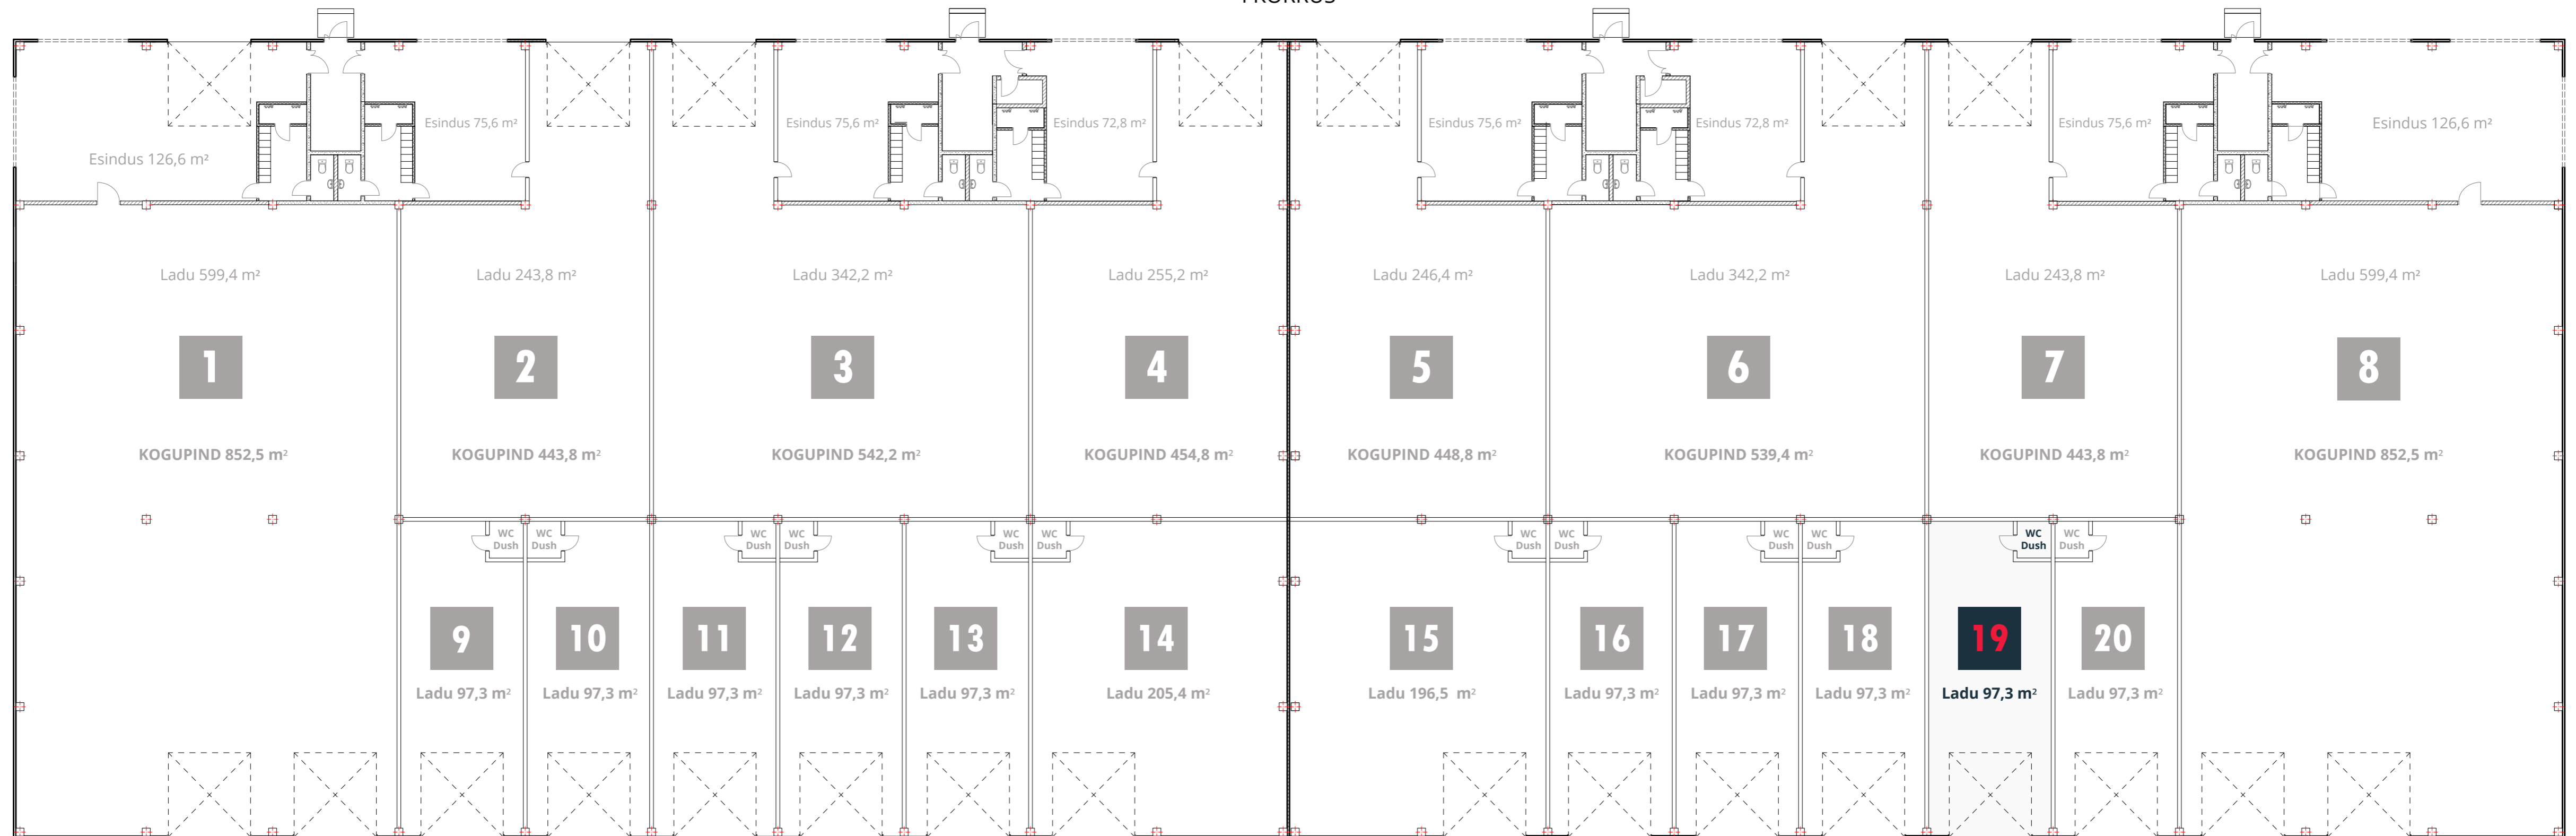 I KORRUS
Esindus 126,6 m²
Esindus 75,6 m²
Esindus 75,6 m²
Esindus 72,8 m²
Esindus 75,6 m²
Esindus 72,8 m²
Esindus 75,6 m²
Esindus 126,6 m²
Ladu 599,4 m²
Ladu 243,8 m²
Ladu 342,2 m²
Ladu 255,2 m²
Ladu 246,4 m²
Ladu 342,2 m²
Ladu 243,8 m²
Ladu 599,4 m²
1
2
3
4
5
6
7
8
KOGUPIND 852,5 m²
KOGUPIND 443,8 m²
KOGUPIND 542,2 m²
KOGUPIND 454,8 m²
KOGUPIND 448,8 m²
KOGUPIND 539,4 m²
KOGUPIND 443,8 m²
KOGUPIND 852,5 m²
WC
Dush
WC
Dush
WC
Dush
WC
Dush
WC
Dush
WC
Dush
WC
Dush
WC
Dush
WC
Dush
WC
Dush
WC
Dush
WC
Dush
9
10
11
12
13
14
15
16
17
18
19
20
Ladu 97,3 m²
Ladu 97,3 m²
Ladu 97,3 m²
Ladu 97,3 m²
Ladu 97,3 m²
Ladu 205,4 m²
Ladu 196,5 m²
Ladu 97,3 m²
Ladu 97,3 m²
Ladu 97,3 m²
Ladu 97,3 m²
Ladu 97,3 m²